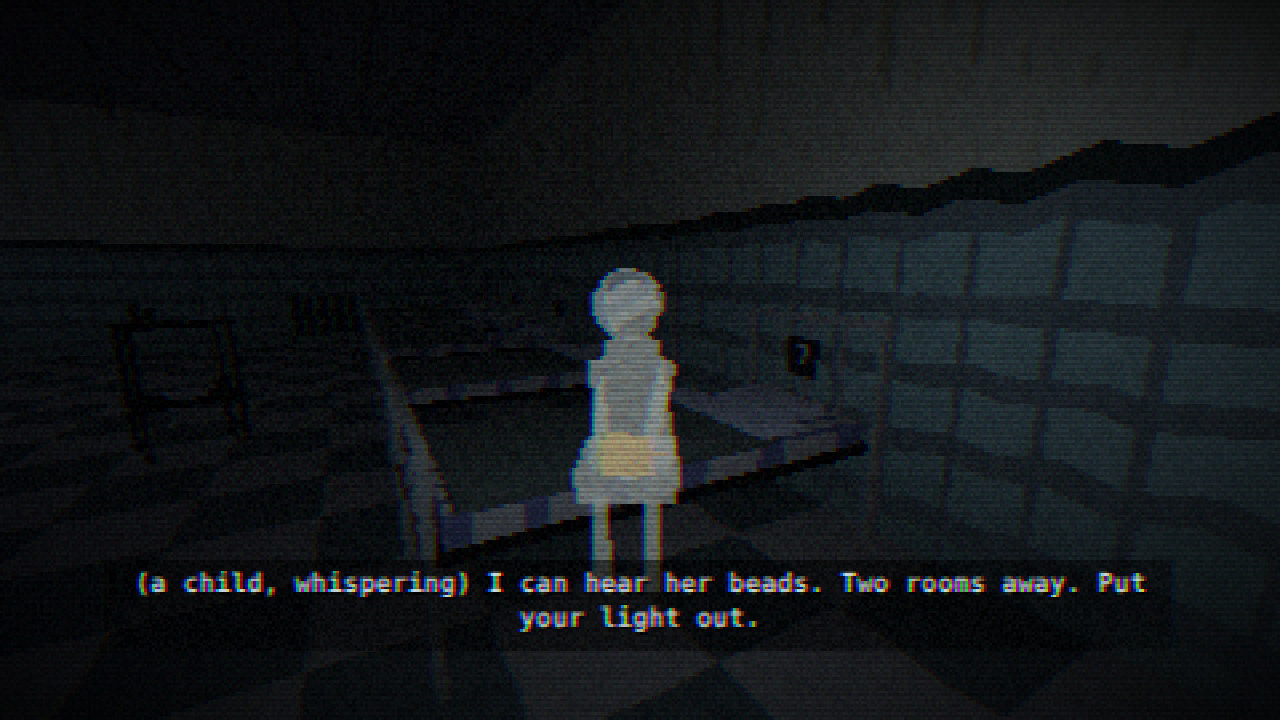 ?
(a child, whispering) I can hear her beads. Two rooms away. Put
your light out.